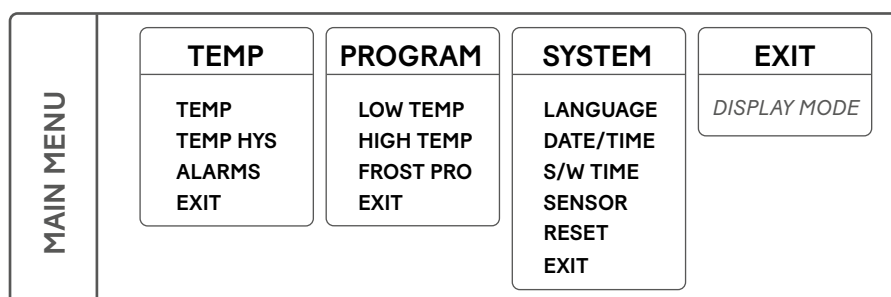 MAIN MENU
TEMP
TEMP
TEMP HYS
ALARMS
EXIT
PROGRAM
LOW TEMP
HIGH TEMP
FROST PRO
EXIT
SYSTEM
LANGUAGE
DATE/TIME
S/W TIME
SENSOR
RESET
EXIT
EXIT
DISPLAY MODE